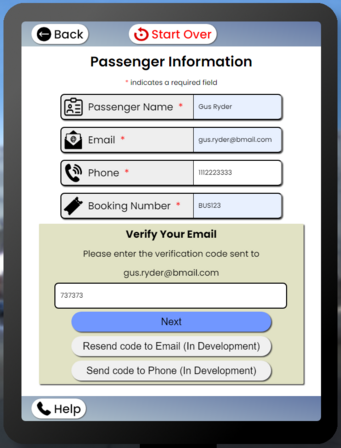 Back
Start Over
Passenger Information
* indicates a required field
Passenger Name * Gus Ryder
Email * gus.ryder@bmail.com
Phone * 1112223333
Booking Number * BUS123
Verify Your Email
Please enter the verification code sent to
gus.ryder@bmail.com
737373
Next
Resend code to Email (In Development)
Send code to Phone (In Development)
Help